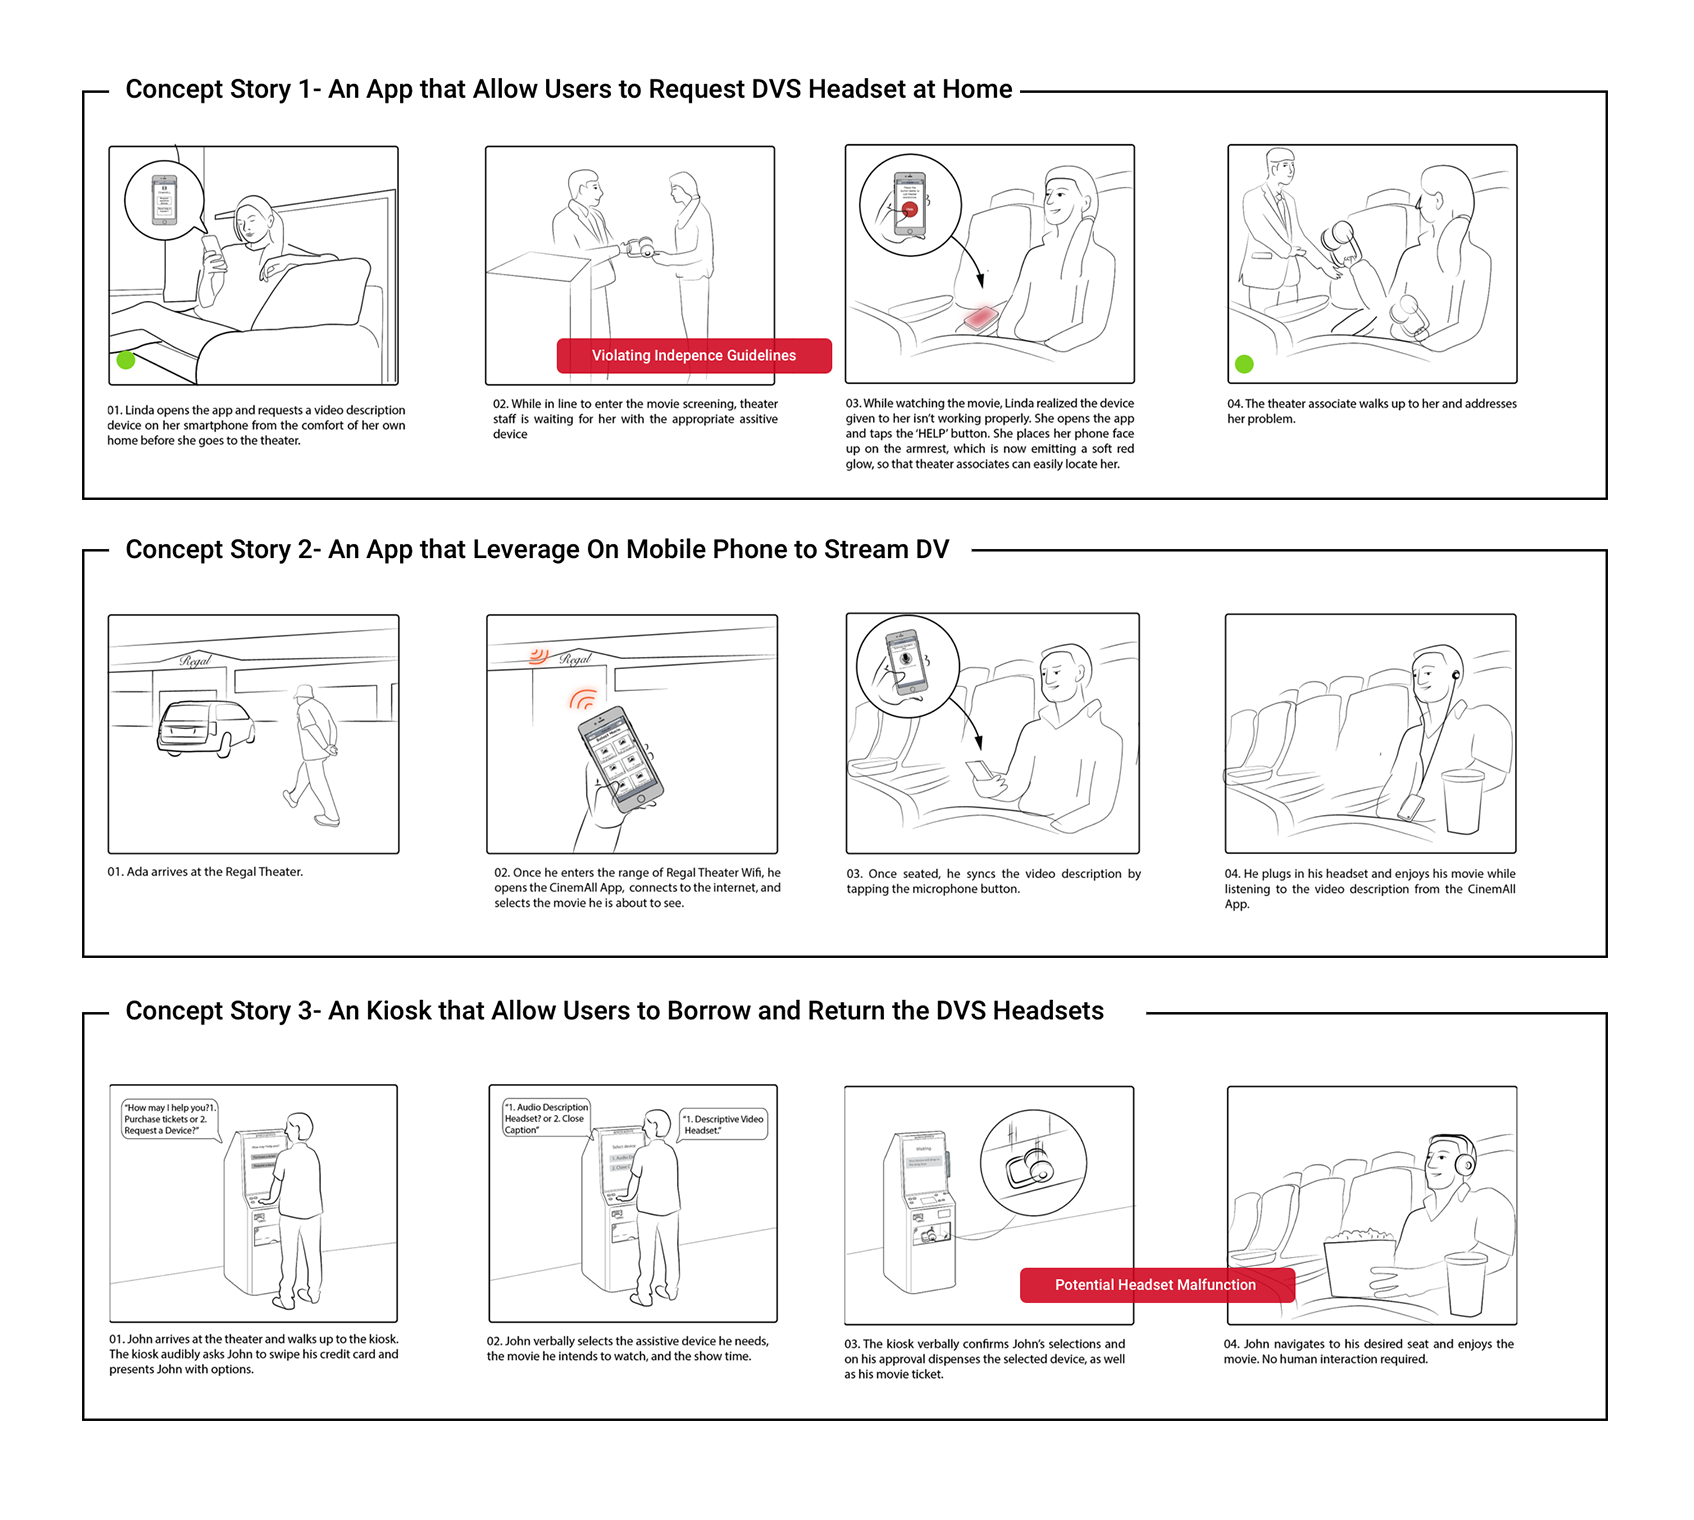 Concept Story 1- An App that Allow Users to Request DVS Headset at Home
Violating Indepence Guidelines
01. Linda opens the app and requests a video description
device on her smartphone from the comfort of her own
home before she goes to the theater.
02. While in line to enter the movie screening, theater
staff is waiting for her with the appropriate assitive
device
03. While watching the movie, Linda realized the device
given to her isn't working properly. She opens the app
and taps the 'HELP' button. She places her phone face
up on the armrest, which is now emitting a soft red
glow, so that theater associates can easily locate her.
04. The theater associate walks up to her and addresses
her problem.
Concept Story 2- An App that Leverage On Mobile Phone to Stream DV
Regal
Regal
Select Movie
01. Ada arrives at the Regal Theater.
02. Once he enters the range of Regal Theater Wifi, he
opens the CinemAll App, connects to the internet, and
selects the movie he is about to see.
03. Once seated, he syncs the video description by
tapping the microphone button.
04. He plugs in his headset and enjoys his movie while
listening to the video description from the CinemAll
App.
Concept Story 3- An Kiosk that Allow Users to Borrow and Return the DVS Headsets
"How may I help you?1.
Purchase tickets or 2.
Request a Device?"
"1. Audio Description
Headset? or 2. Close
Caption"
"1. Descriptive Video
Headset."
Select device
1. Audio De
2. Close C
Waiting
Potential Headset Malfunction
01. John arrives at the theater and walks up to the kiosk.
The kiosk audibly asks John to swipe his credit card and
presents John with options.
02. John verbally selects the assistive device he needs,
the movie he intends to watch, and the show time.
03. The kiosk verbally confirms John's selections and
on his approval dispenses the selected device, as well
as his movie ticket.
04. John navigates to his desired seat and enjoys the
movie. No human interaction required.